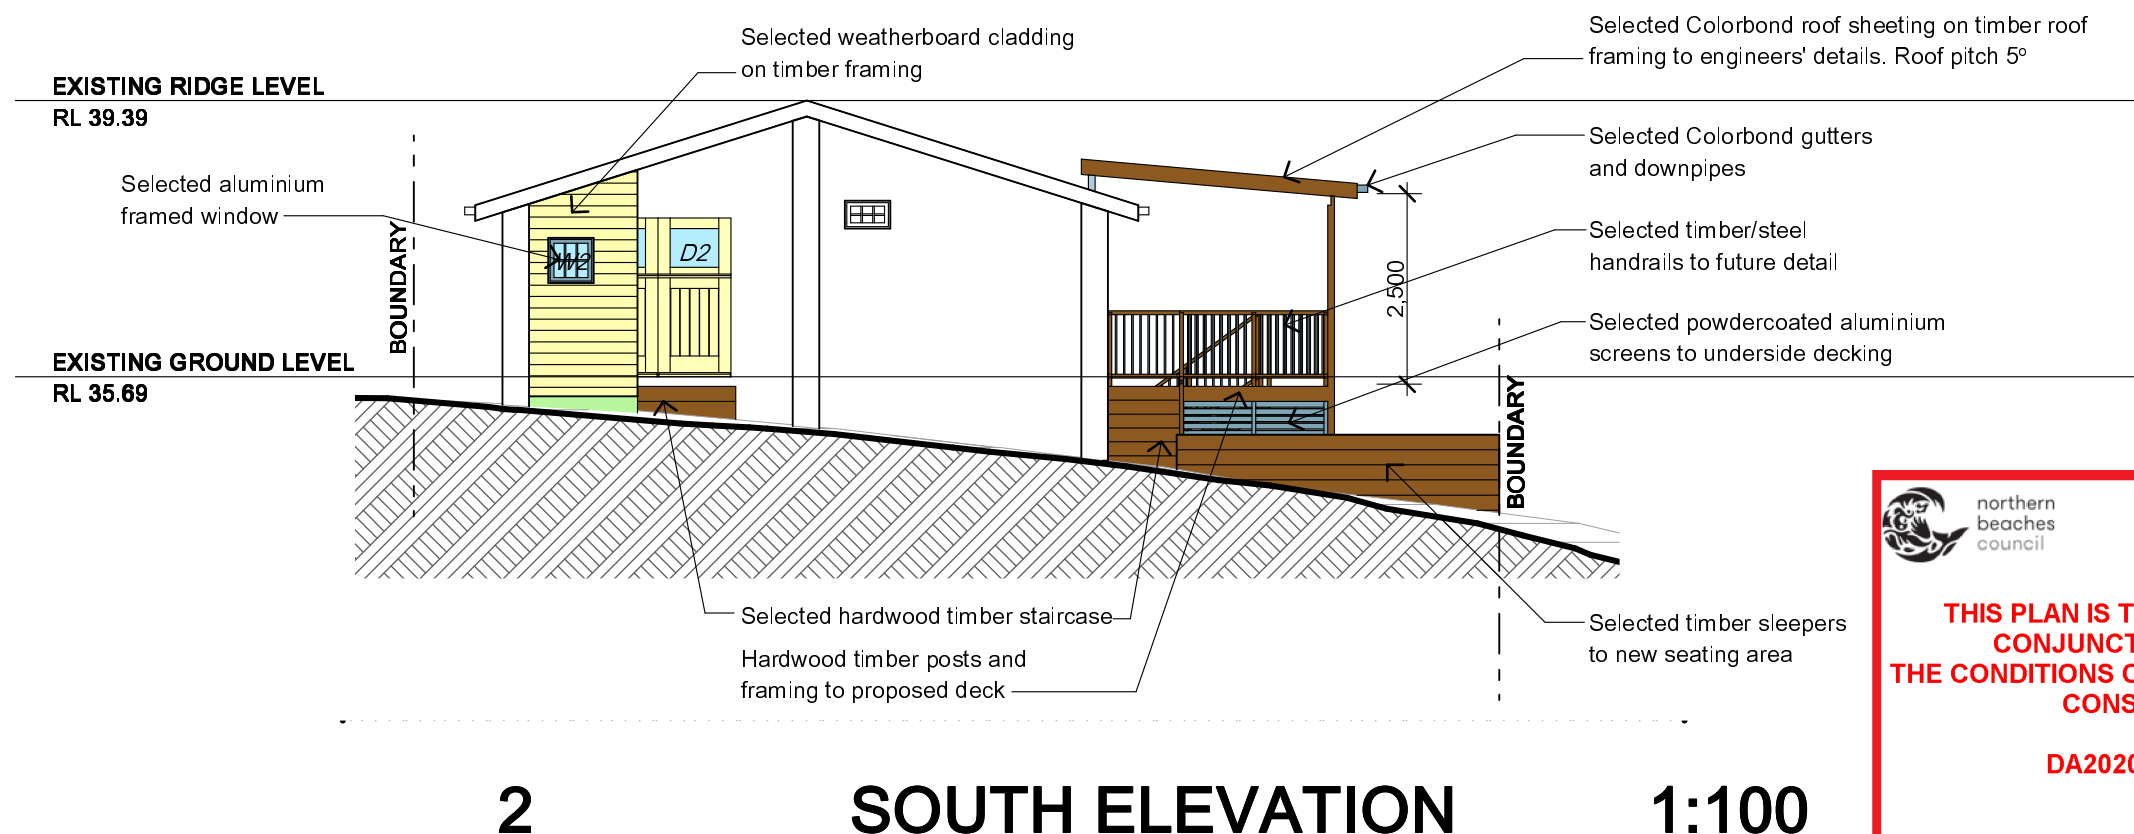 Selected weatherboard cladding
on timber framing
Selected Colorbond roof sheeting on timber roof
framing to engineers' details. Roof pitch 5º
EXISTING RIDGE LEVEL
RL 39.39
Selected Colorbond gutters
and downpipes
Selected aluminium
framed window
BOUNDARY
W2
D2
2,500
Selected timber/steel
handrails to future detail
Selected powdercoated aluminium
screens to underside decking
EXISTING GROUND LEVEL
RL 35.69
BOUNDARY
northern
beaches
council
Selected hardwood timber staircase
Hardwood timber posts and
framing to proposed deck
Selected timber sleepers
to new seating area
THIS PLAN IS T
CONJUNCT
THE CONDITIONS O
CONS
DA2020
2 SOUTH ELEVATION 1:100